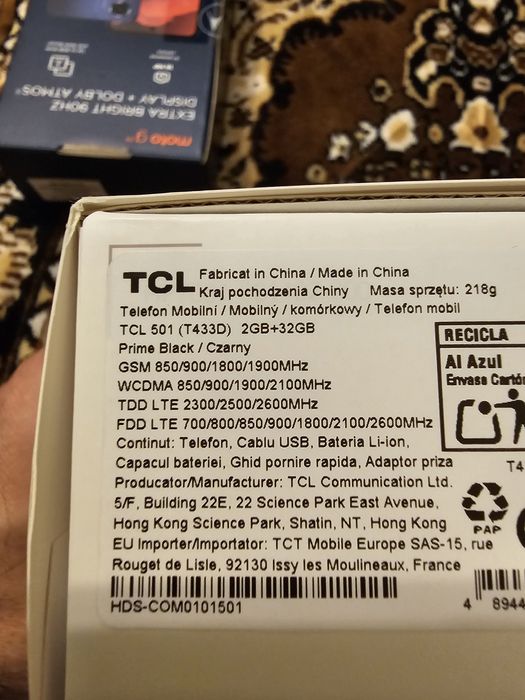 moto g
EXTRA BRIGHT 90HZ
DISPLAY + DOLBY ATMOS®
TCL
Fabricat in China / Made in China
Kraj pochodzenia Chiny Masa sprzętu: 218g
Telefon Mobilni / Mobilný / komórkowy / Telefon mobil
TCL 501 (T433D) 2GB+32GB
Prime Black / Czarny
GSM 850/900/1800/1900MHz
WCDMA 850/900/1900/2100MHz
TDD LTE 2300/2500/2600MHz
FDD LTE 700/800/850/900/1800/2100/2600MHz
Continut: Telefon, Cablu USB, Bateria Li-ion,
Capacul bateriei, Ghid pornire rapida, Adaptor priza
Producator/Manufacturer: TCL Communication Ltd.
5/F, Building 22E, 22 Science Park East Avenue,
Hong Kong Science Park, Shatin, NT, Hong Kong
EU Importer/Importator: TCT Mobile Europe SAS-15, rue
Rouget de Lisle, 92130 Issy les Moulineaux, France
HDS-COM0101501
RECICLA
Al Azul
Envase Cartón
T4
PAP
4 8944